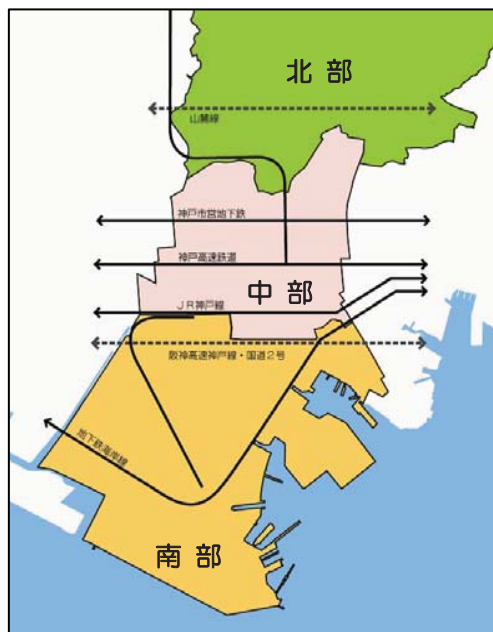 北部
山麓線
神戸市営地下鉄
神戸高速鉄道
中部
JR神戸線
阪神高速神戸線・国道2号
地下鉄海岸線
南部